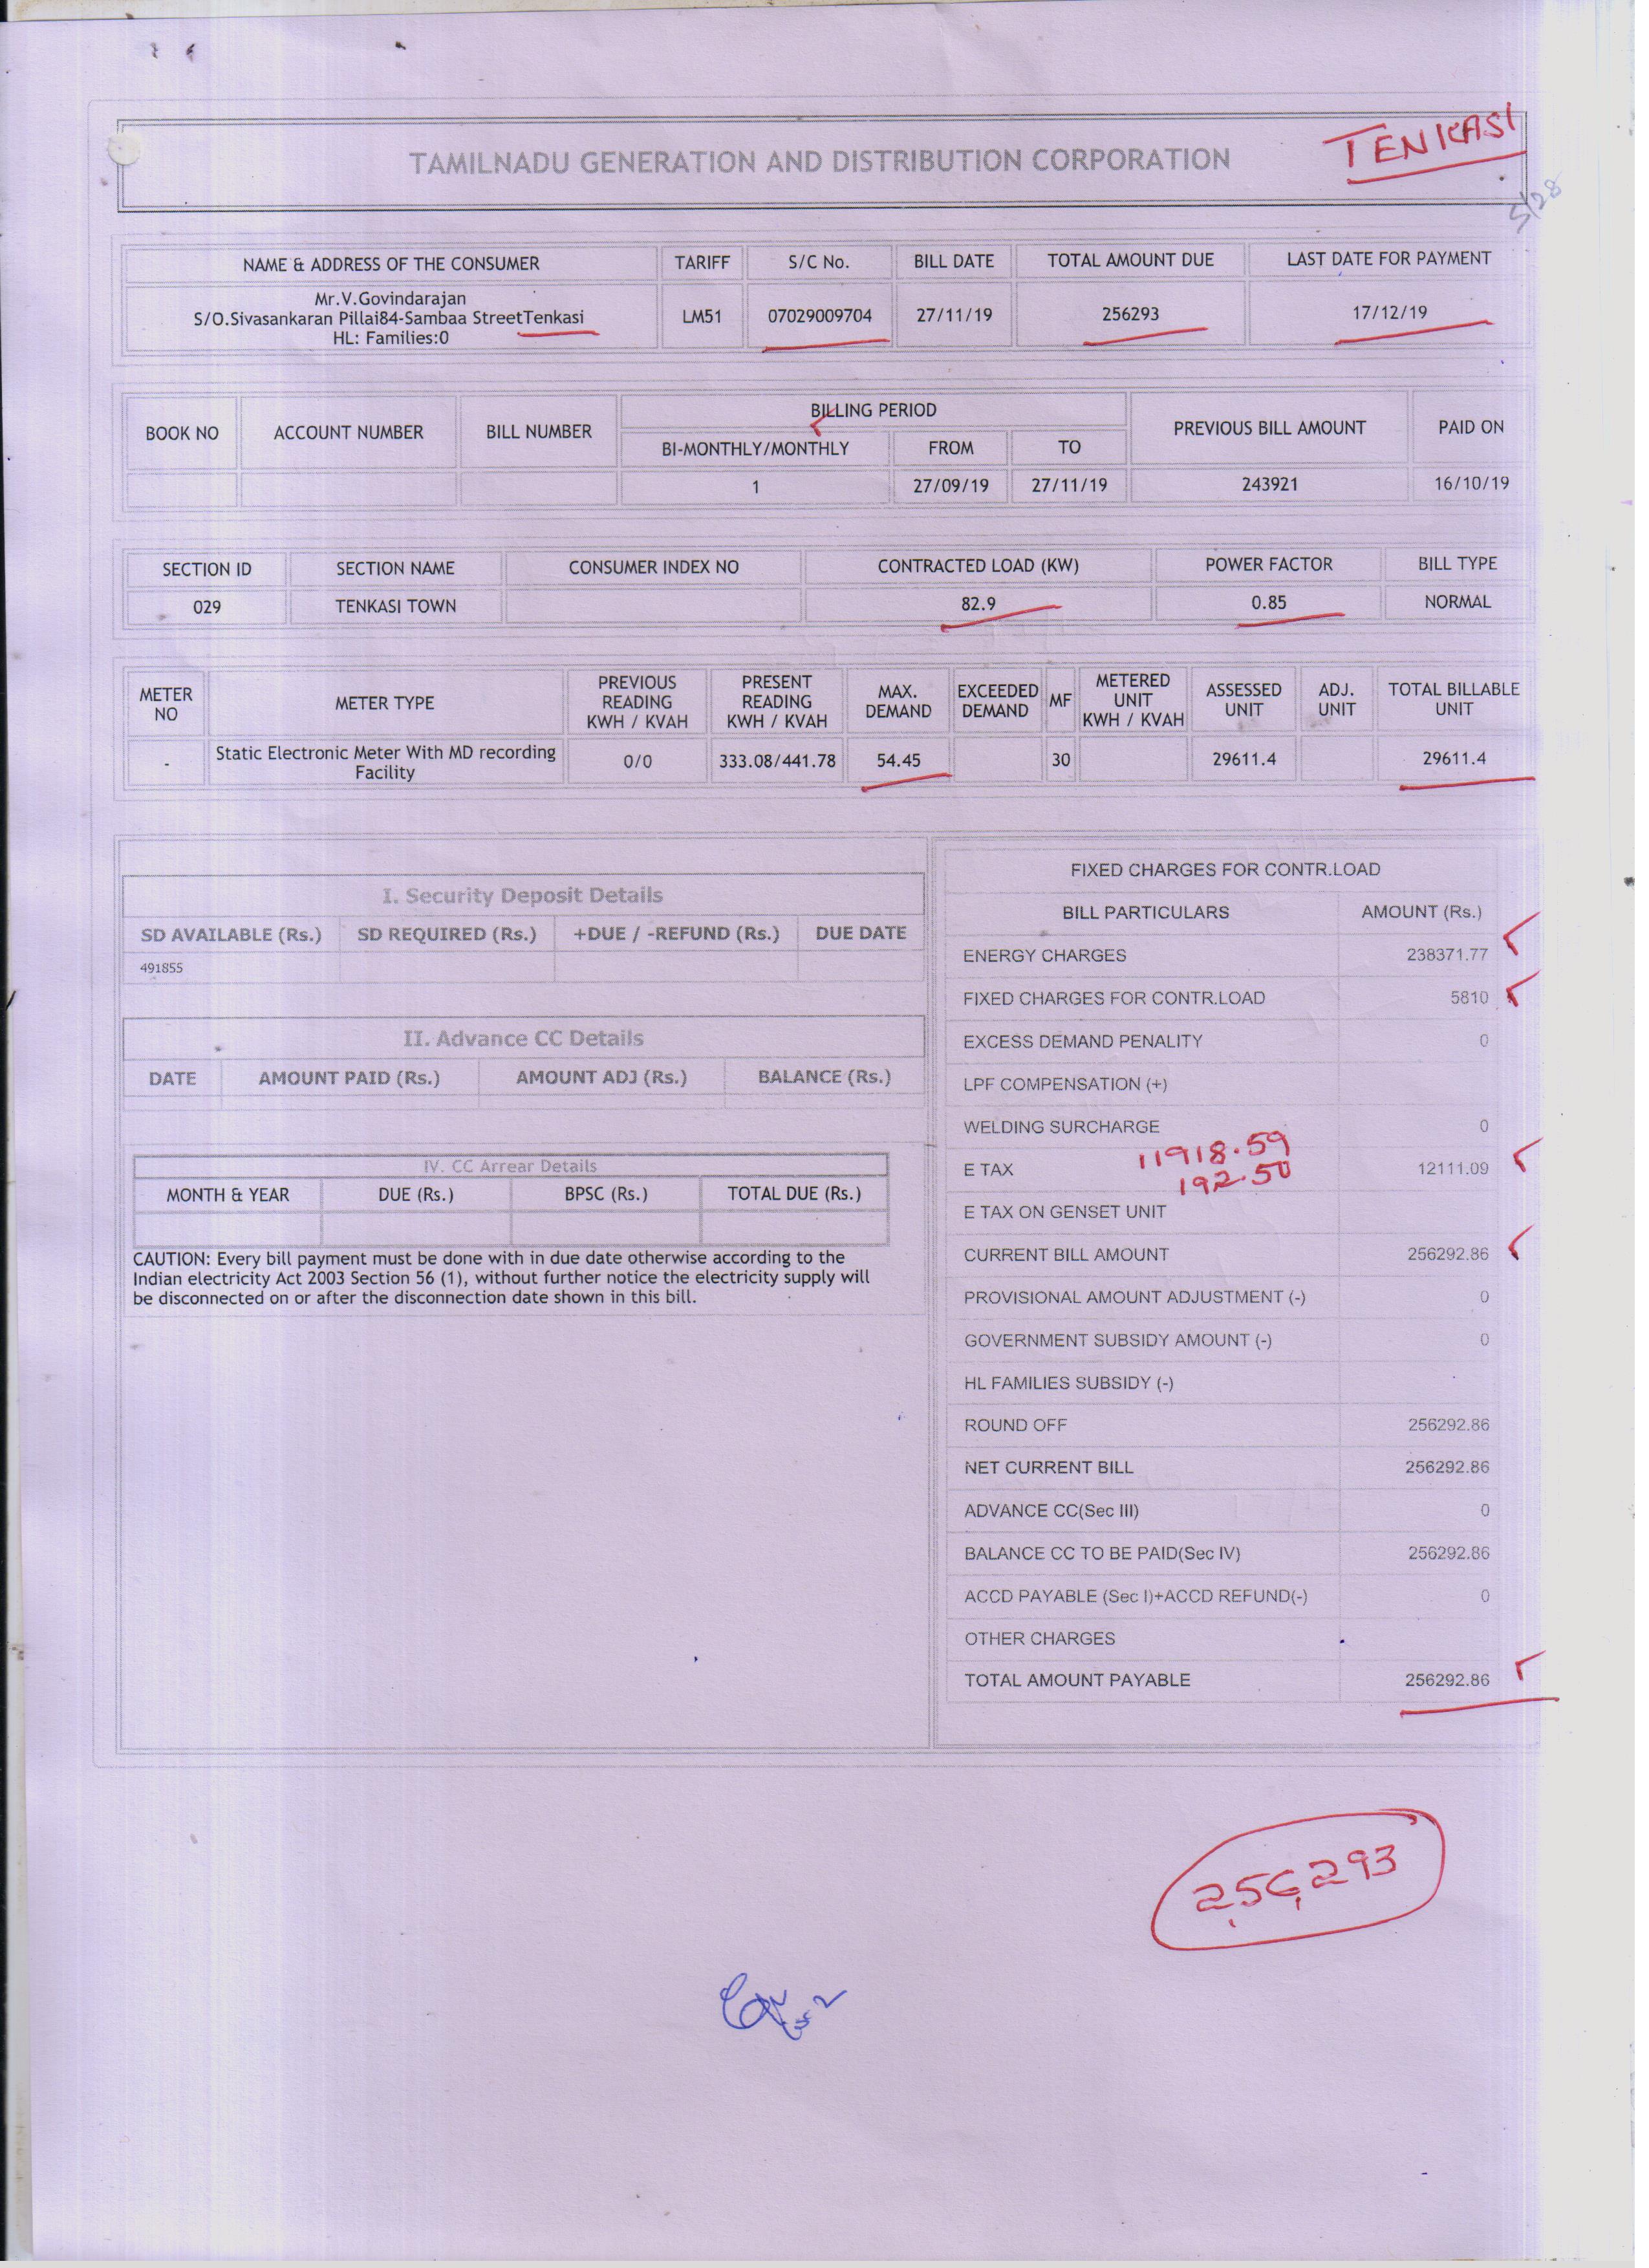 TENKASI
TAMILNADU GENERATION AND DISTRIBUTION CORPORATION
5/28
NAME & ADDRESS OF THE CONSUMER TARIFF S/C No. BILL DATE TOTAL AMOUNT DUE LAST DATE FOR PAYMENT
Mr.V.Govindarajan
S/O.Sivasankaran Pillai84-Sambaa StreetTenkasi LM51 07029009704 27/11/19 256293 17/12/19
HL: Families:0
BILLING PERIOD
BOOK NO ACCOUNT NUMBER BILL NUMBER PREVIOUS BILL AMOUNT PAID ON
BI-MONTHLY/MONTHLY FROM TO
1 27/09/19 27/11/19 243921 16/10/19
SECTION ID SECTION NAME CONSUMER INDEX NO CONTRACTED LOAD (KW) POWER FACTOR BILL TYPE
029 TENKASI TOWN 82.9 0.85 NORMAL
METER NO METER TYPE PREVIOUS READING KWH / KVAH PRESENT READING KWH / KVAH MAX. DEMAND EXCEEDED DEMAND MF METERED UNIT KWH / KVAH ASSESSED UNIT ADJ. UNIT TOTAL BILLABLE UNIT
- Static Electronic Meter With MD recording Facility 0/0 333.08/441.78 54.45 30 29611.4 29611.4
I. Security Deposit Details
SD AVAILABLE (Rs.) SD REQUIRED (Rs.) +DUE / -REFUND (Rs.) DUE DATE
491855
II. Advance CC Details
DATE AMOUNT PAID (Rs.) AMOUNT ADJ (Rs.) BALANCE (Rs.)
IV. CC Arrear Details
MONTH & YEAR DUE (Rs.) BPSC (Rs.) TOTAL DUE (Rs.)
CAUTION: Every bill payment must be done with in due date otherwise according to the
Indian electricity Act 2003 Section 56 (1), without further notice the electricity supply will
be disconnected on or after the disconnection date shown in this bill.
FIXED CHARGES FOR CONTR.LOAD
BILL PARTICULARS AMOUNT (Rs.)
ENERGY CHARGES 238371.77
FIXED CHARGES FOR CONTR.LOAD 5810
EXCESS DEMAND PENALITY 0
LPF COMPENSATION (+)
WELDING SURCHARGE 0
11918.59
E TAX 12111.09
192.50
E TAX ON GENSET UNIT
CURRENT BILL AMOUNT 256292.86
PROVISIONAL AMOUNT ADJUSTMENT (-) 0
GOVERNMENT SUBSIDY AMOUNT (-) 0
HL FAMILIES SUBSIDY (-)
ROUND OFF 256292.86
NET CURRENT BILL 256292.86
ADVANCE CC(Sec III) 0
BALANCE CC TO BE PAID(Sec IV) 256292.86
ACCD PAYABLE (Sec I)+ACCD REFUND(-) 0
OTHER CHARGES
TOTAL AMOUNT PAYABLE 256292.86
2,56,293